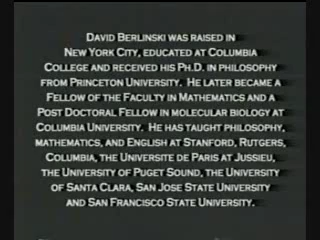 DAVID BERLINSKI WAS RAISED IN
NEW YORK CITY, EDUCATED AT COLUMBIA
COLLEGE AND RECEIVED HIS PH.D. IN PHILOSOPHY
FROM PRINCETON UNIVERSITY. HE LATER BECAME A
FELLOW OF THE FACULTY IN MATHEMATICS AND A
POST DOCTORAL FELLOW IN MOLECULAR BIOLOGY AT
COLUMBIA UNIVERSITY. HE HAS TAUGHT PHILOSOPHY,
MATHEMATICS, AND ENGLISH AT STANFORD, RUTGERS,
COLUMBIA, THE UNIVERSITE DE PARIS AT JUSSIEU,
THE UNIVERSITY OF PUGET SOUND, THE UNIVERSITY
OF SANTA CLARA, SAN JOSE STATE UNIVERSITY
AND SAN FRANCISCO STATE UNIVERSITY.